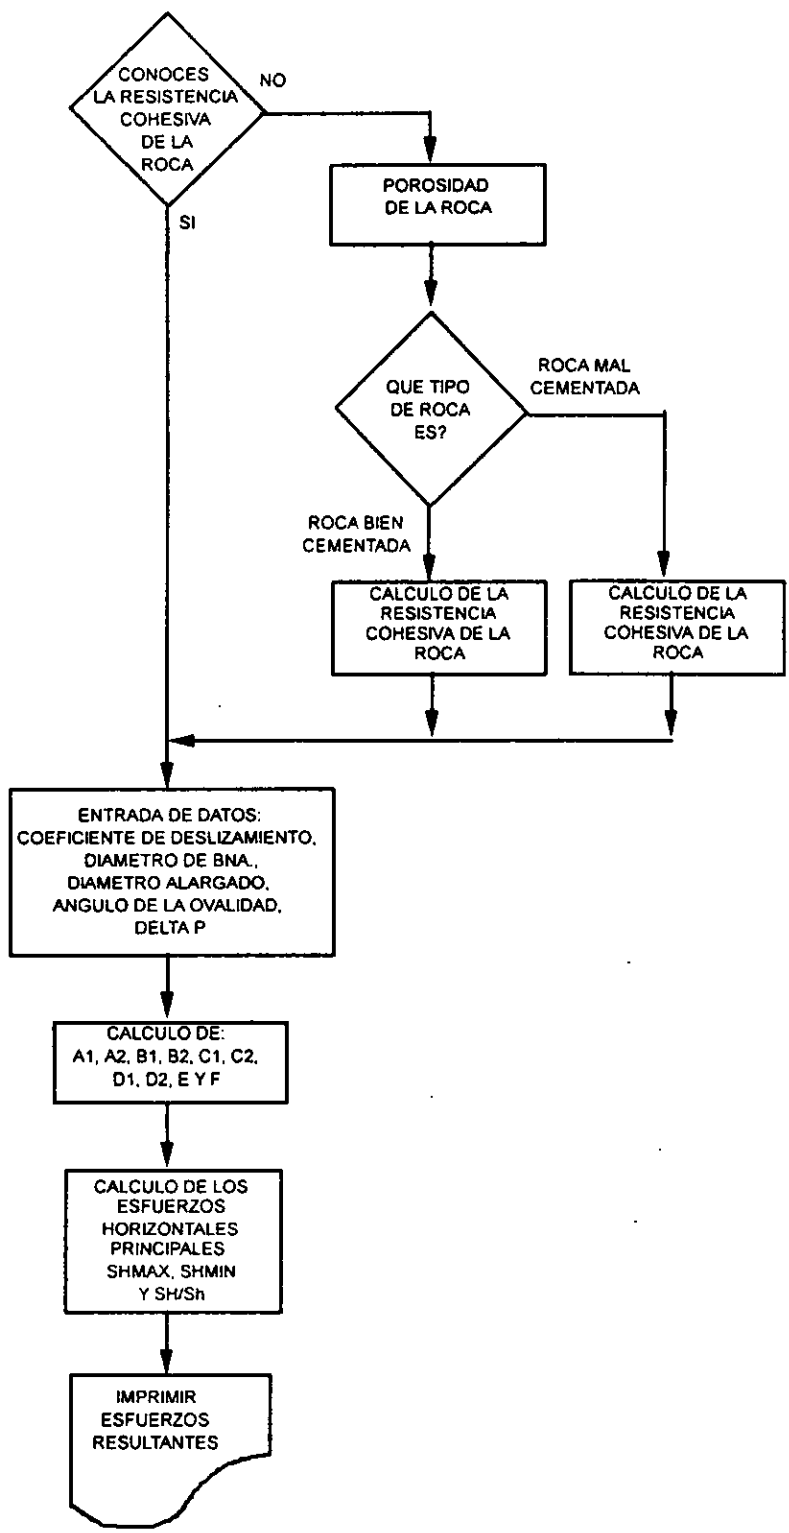 CONOCES
LA RESISTENCIA
COHESIVA
DE LA
ROCA
NO
SI
POROSIDAD
DE LA ROCA
QUE TIPO
DE ROCA
ES?
ROCA MAL
CEMENTADA
ROCA BIEN
CEMENTADA
CALCULO DE LA
RESISTENCIA
COHESIVA DE LA
ROCA
CALCULO DE LA
RESISTENCIA
COHESIVA DE LA
ROCA
ENTRADA DE DATOS:
COEFICIENTE DE DESLIZAMIENTO,
DIAMETRO DE BNA.,
DIAMETRO ALARGADO,
ANGULO DE LA OVALIDAD,
DELTA P
CALCULO DE:
A1, A2, B1, B2, C1, C2,
D1, D2, E Y F
CALCULO DE LOS
ESFUERZOS
HORIZONTALES
PRINCIPALES
SHMAX, SHMIN
Y SH/Sh
IMPRIMIR
ESFUERZOS
RESULTANTES